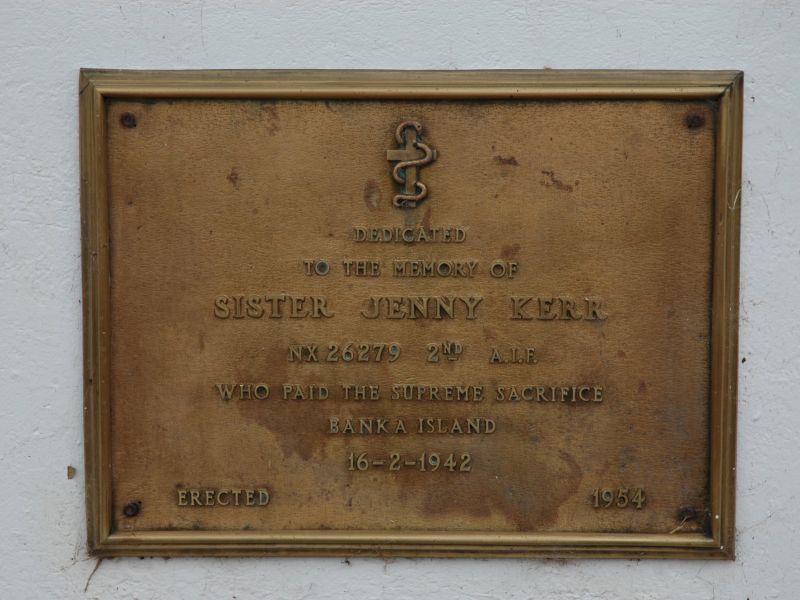 DEDICATED
TO THE MEMORY OF
SISTER JENNY KERR
NX 26279 2ND A.I.F.
WHO PAID THE SUPREME SACRIFICE
BANKA ISLAND
16-2-1942
ERECTED 1954